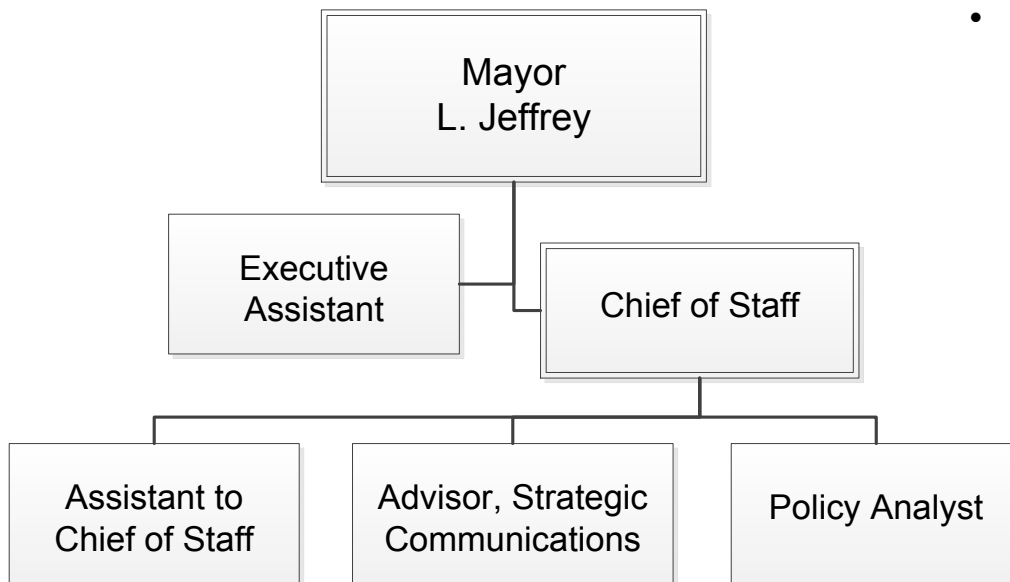 •
Mayor
L. Jeffrey
Executive
Assistant
Chief of Staff
Assistant to
Chief of Staff
Advisor, Strategic
Communications
Policy Analyst